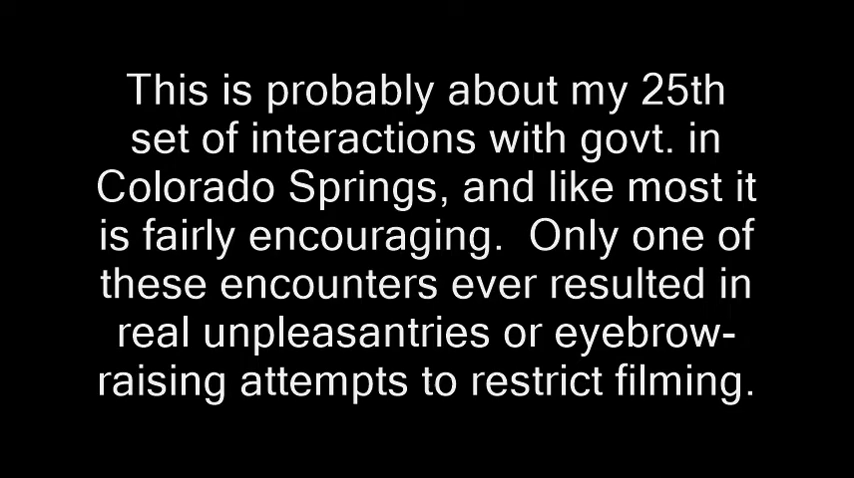 This is probably about my 25th
set of interactions with govt. in
Colorado Springs, and like most it
is fairly encouraging.  Only one of
these encounters ever resulted in
real unpleasantries or eyebrow-
raising attempts to restrict filming.